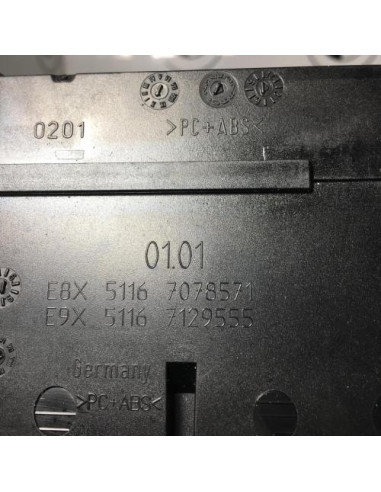 0201 >PC+ABS<
01.01
E8X 5116 7078571
E9X 5116 7129555
Germany
>PC+ABS<